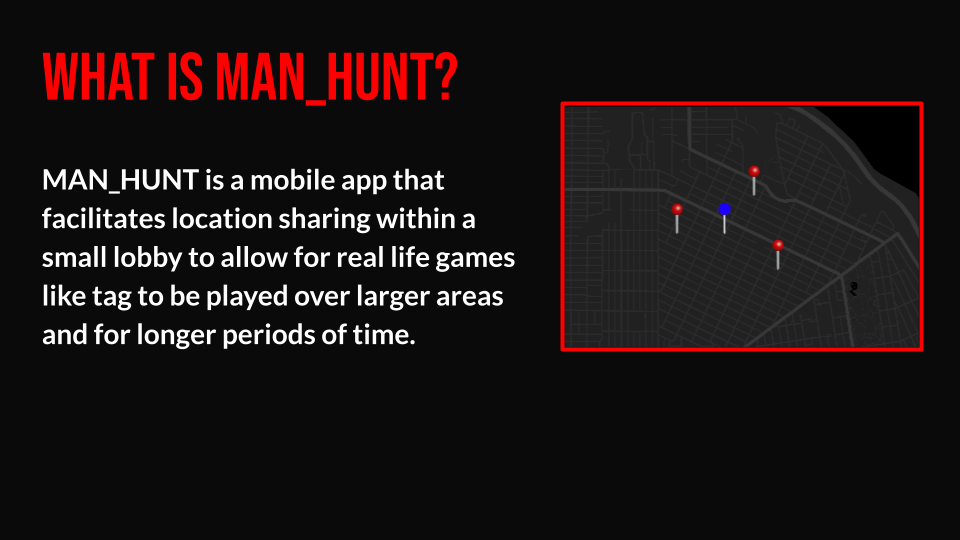 WHAT IS MAN_HUNT?
MAN_HUNT is a mobile app that
facilitates location sharing within a
small lobby to allow for real life games
like tag to be played over larger areas
and for longer periods of time.